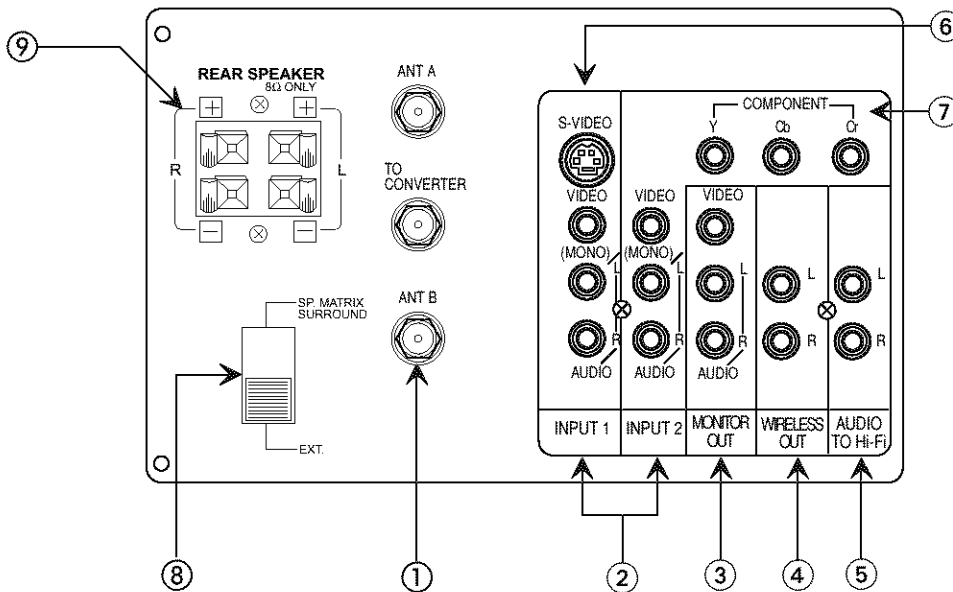 ⑨
⑥
REAR SPEAKER
8Ω ONLY
+ +
R L
− −
ANT A
TO
CONVERTER
ANT B
SP. MATRIX
SURROUND
EXT.
COMPONENT
Y Cb Cr
⑦
S-VIDEO
VIDEO VIDEO VIDEO
(MONO) (MONO)
L L L L L
R R R R R
AUDIO AUDIO AUDIO
INPUT 1
INPUT 2
MONITOR
OUT
WIRELESS
OUT
AUDIO
TO Hi-Fi
⑧ ① ② ③ ④ ⑤